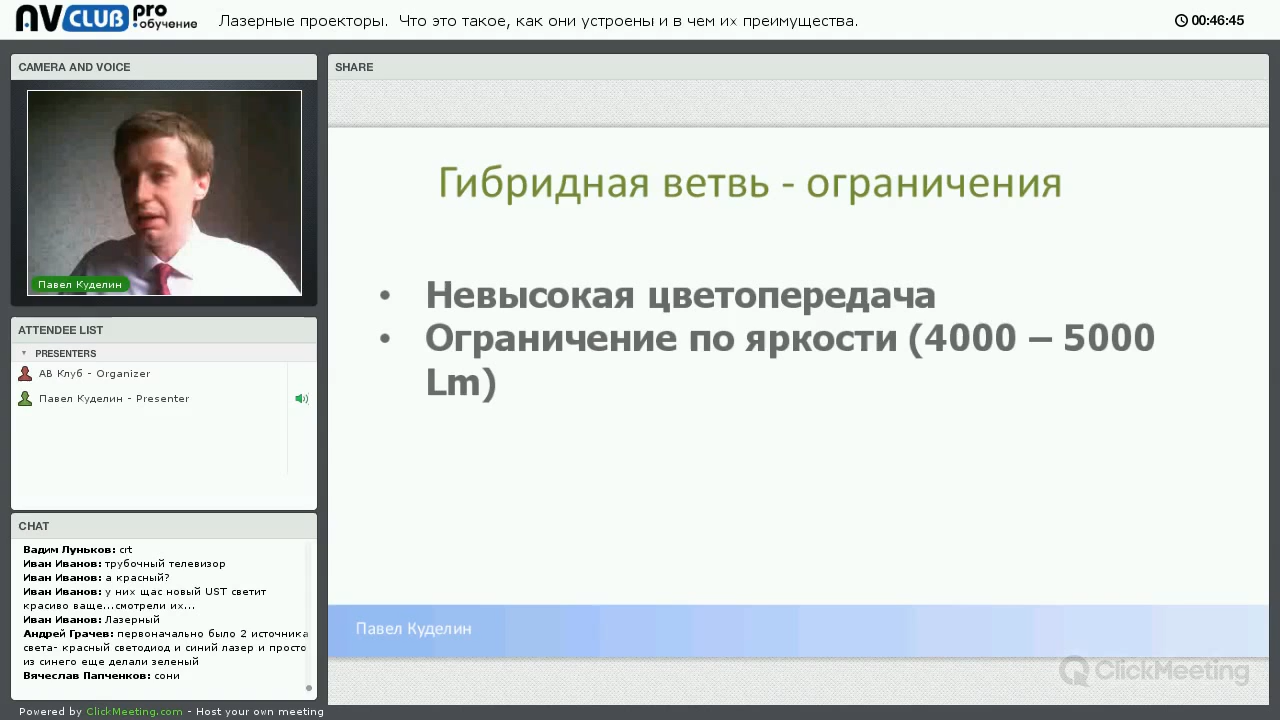 AVCLUB pro :обучение
Лазерные проекторы. Что это такое, как они устроены и в чем их преимущества.
00:46:45
CAMERA AND VOICE
Павел Куделин
ATTENDEE LIST
PRESENTERS
АВ Клуб - Organizer
Павел Куделин - Presenter
CHAT
Вадим Луньков: crt
Иван Иванов: трубочный телевизор
Иван Иванов: а красный?
Иван Иванов: у них щас новый UST светит
красиво ваще...смотрели их...
Иван Иванов: Лазерный
Андрей Грачев: первоначально было 2 источника
света- красный светодиод и синий лазер и просто
из синего еще делали зеленый
Вячеслав Папченков: сони
Powered by ClickMeeting.com - Host your own meeting
SHARE
Гибридная ветвь - ограничения
• Невысокая цветопередача
• Ограничение по яркости (4000 – 5000
Lm)
Павел Куделин
ClickMeeting